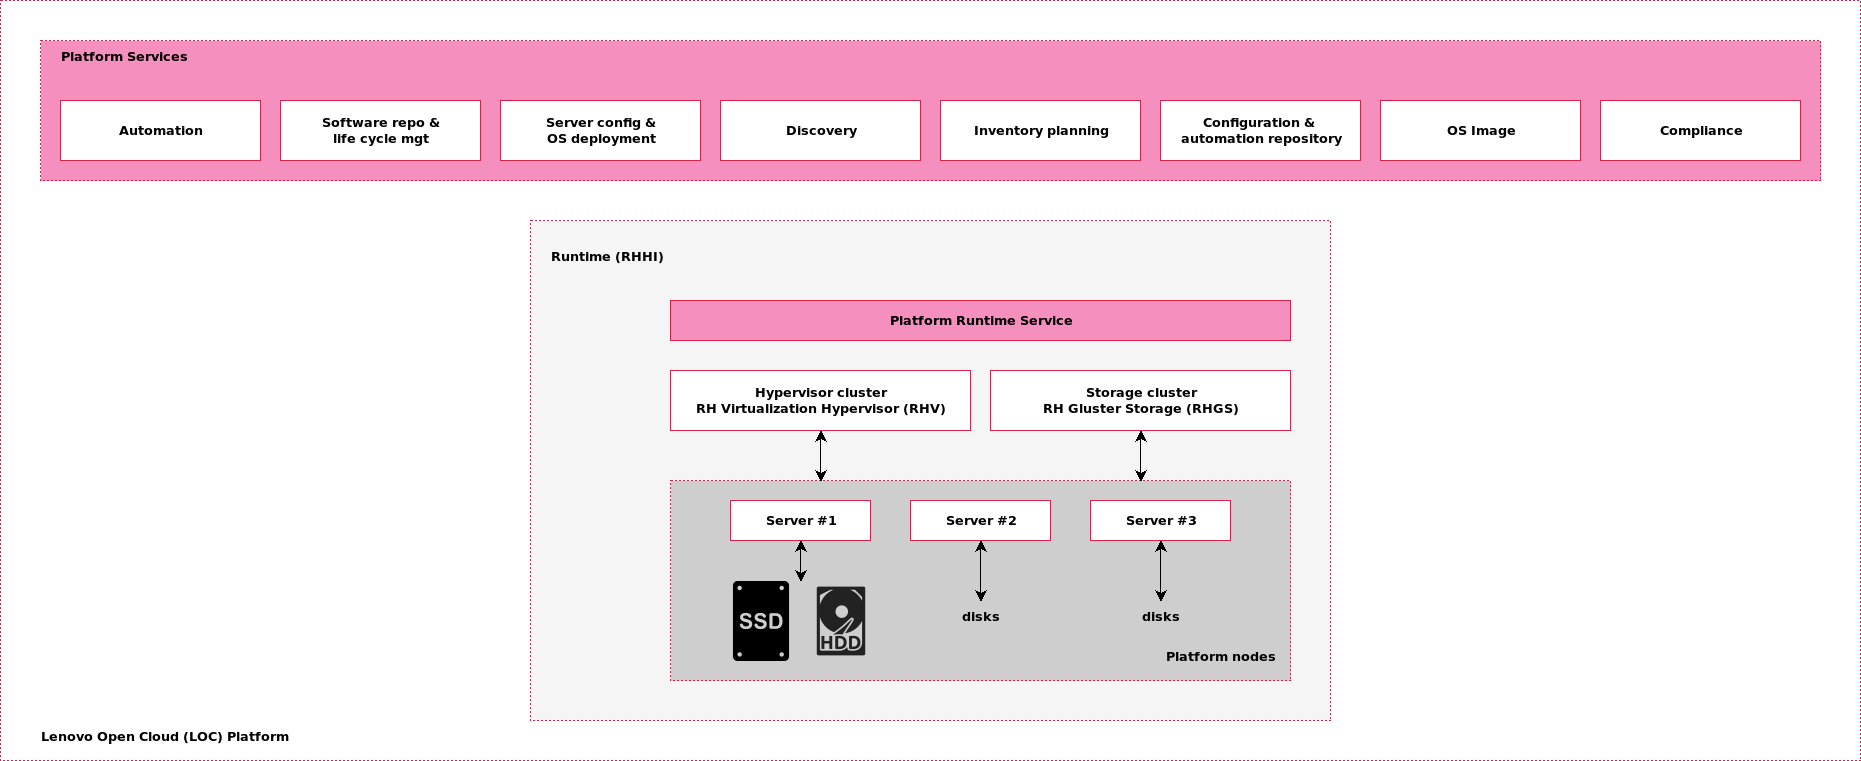 Platform Services
Automation
Software repo &
life cycle mgt
Server config &
OS deployment
Discovery
Inventory planning
Configuration &
automation repository
OS Image
Compliance
Runtime (RHHI)
Platform Runtime Service
Hypervisor cluster
RH Virtualization Hypervisor (RHV)
Storage cluster
RH Gluster Storage (RHGS)
Server #1
Server #2
Server #3
SSD
HDD
disks
disks
Platform nodes
Lenovo Open Cloud (LOC) Platform